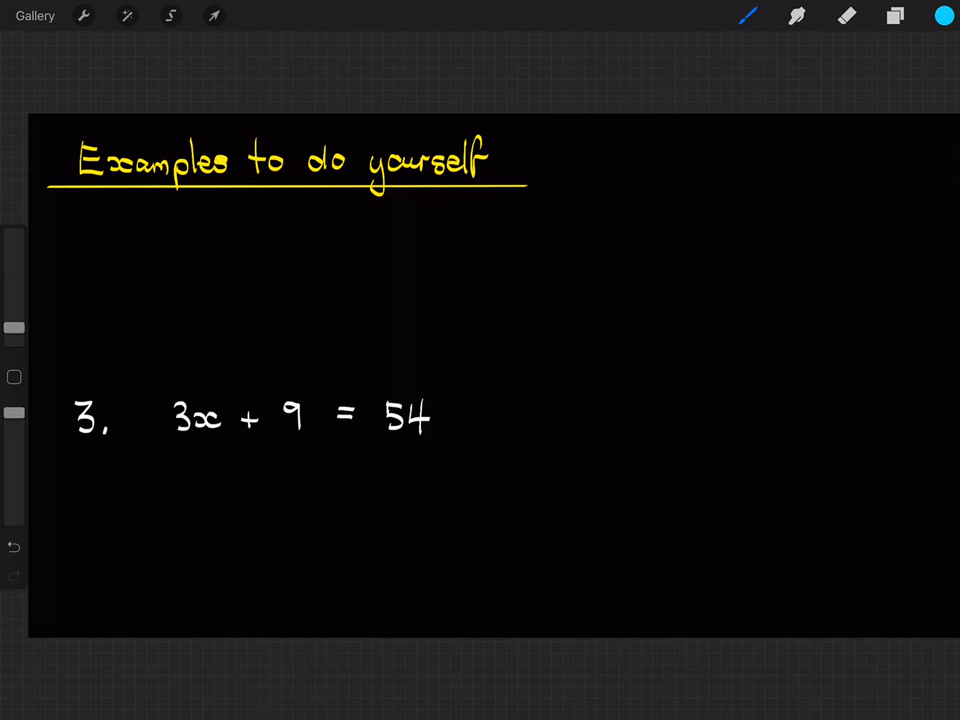 Gallery
Examples to do yourself
3. 3x + 9 = 54